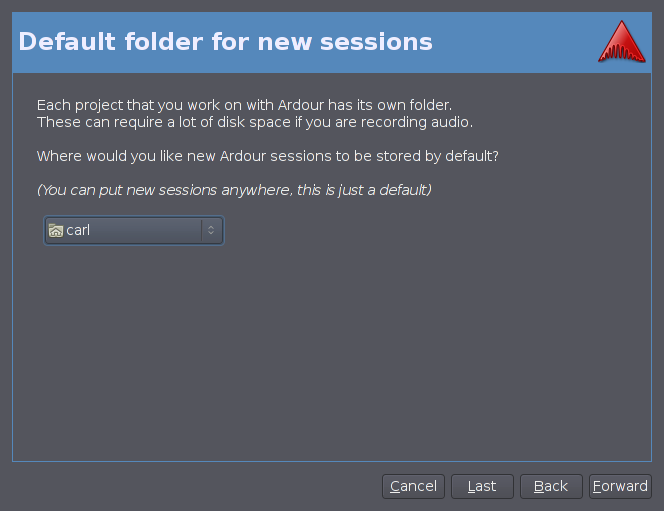 Default folder for new sessions
Each project that you work on with Ardour has its own folder.
These can require a lot of disk space if you are recording audio.
Where would you like new Ardour sessions to be stored by default?
(You can put new sessions anywhere, this is just a default)
carl
Cancel Last Back Forward